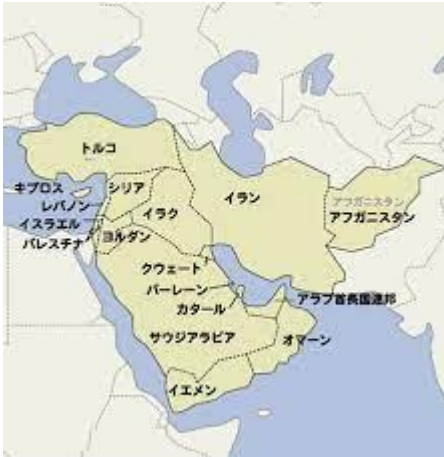 トルコ
キプロス
シリア
レバノン
イスラエル
パレスチナ
ヨルダン
イラク
イラン
アフガニスタン
アフガニスタン
クウェート
バーレーン
カタール
アラブ首長国連邦
サウジアラビア
オマーン
イエメン